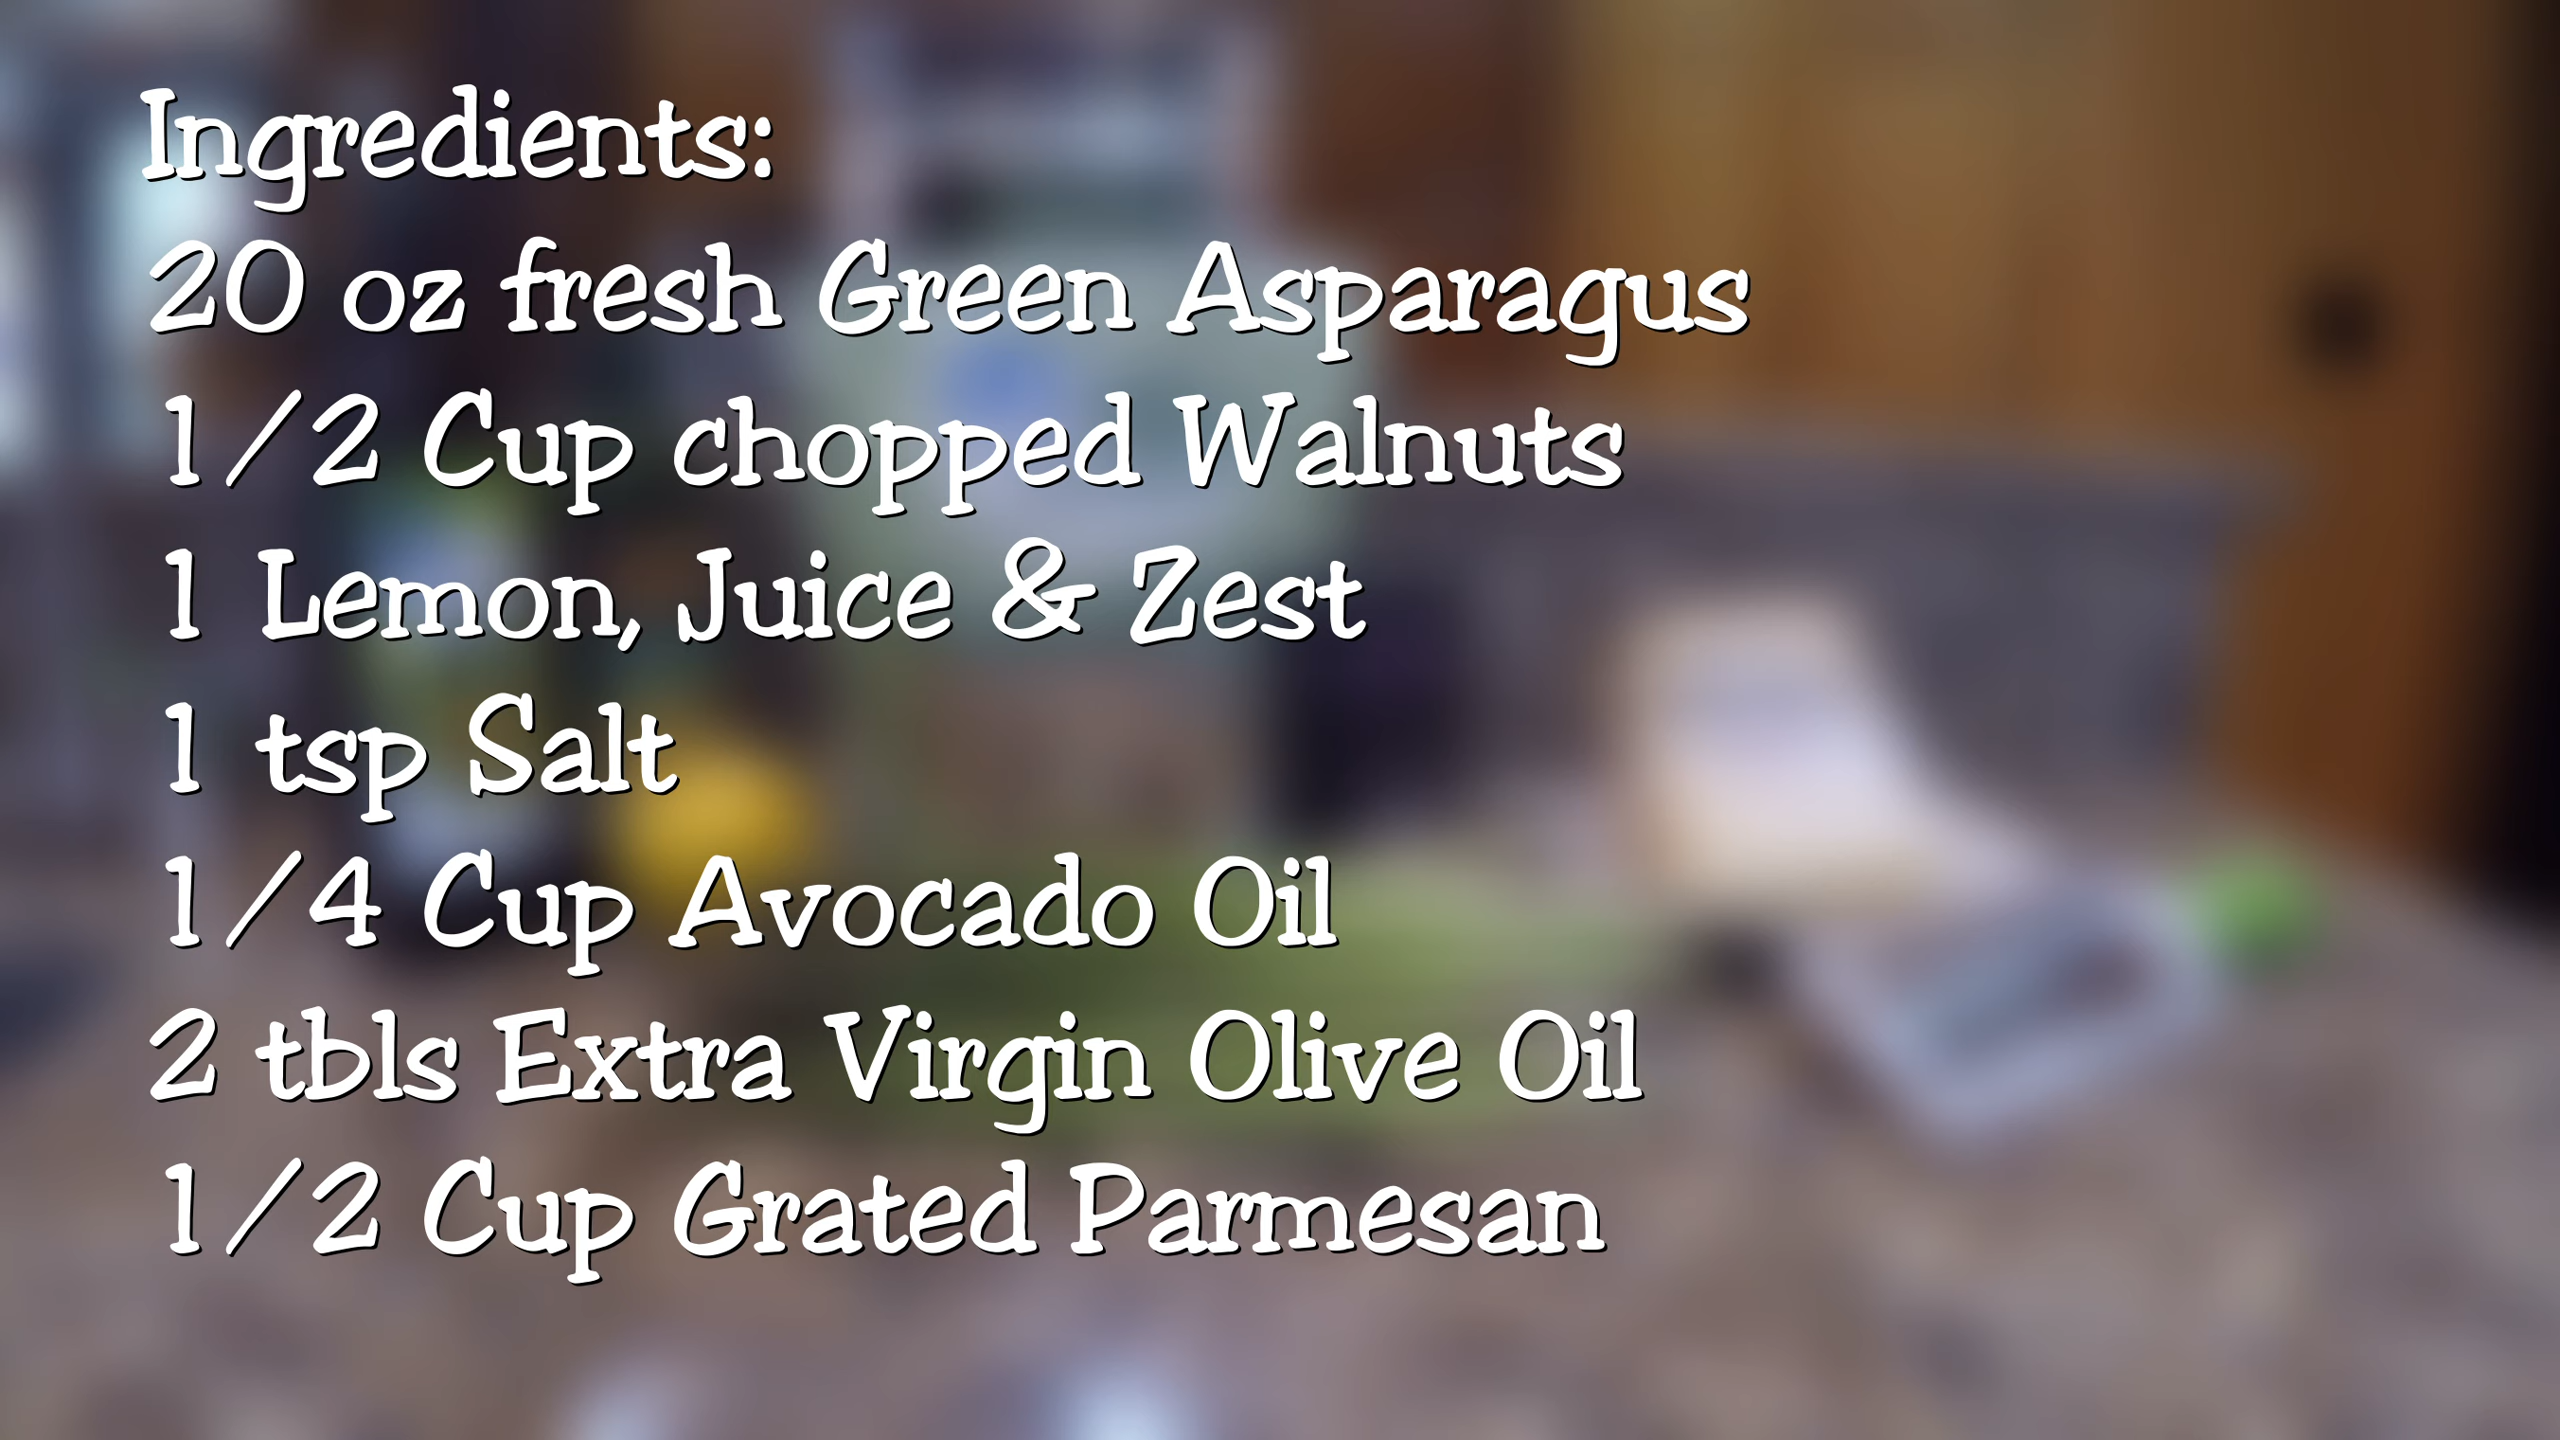 Ingredients:
20 oz fresh Green Asparagus
1/2 Cup chopped Walnuts
1 Lemon, Juice & Zest
1 tsp Salt
1/4 Cup Avocado Oil
2 tbls Extra Virgin Olive Oil
1/2 Cup Grated Parmesan